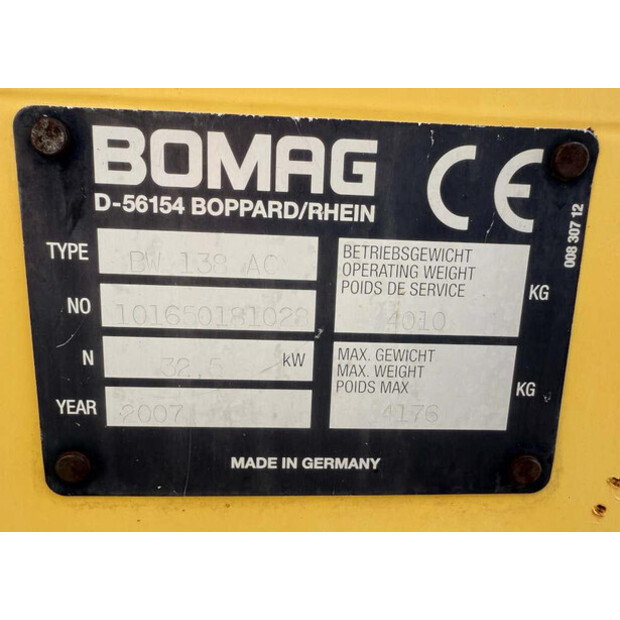 BOMAG
D-56154 BOPPARD/RHEIN
CE
TYPE BW 138 AC
NO 101650181028
N 32,5 kW
YEAR 2007
BETRIEBSGEWICHT
OPERATING WEIGHT
POIDS DE SERVICE
4010 KG
MAX. GEWICHT
MAX. WEIGHT
POIDS MAX
4176 KG
MADE IN GERMANY
008 307 12